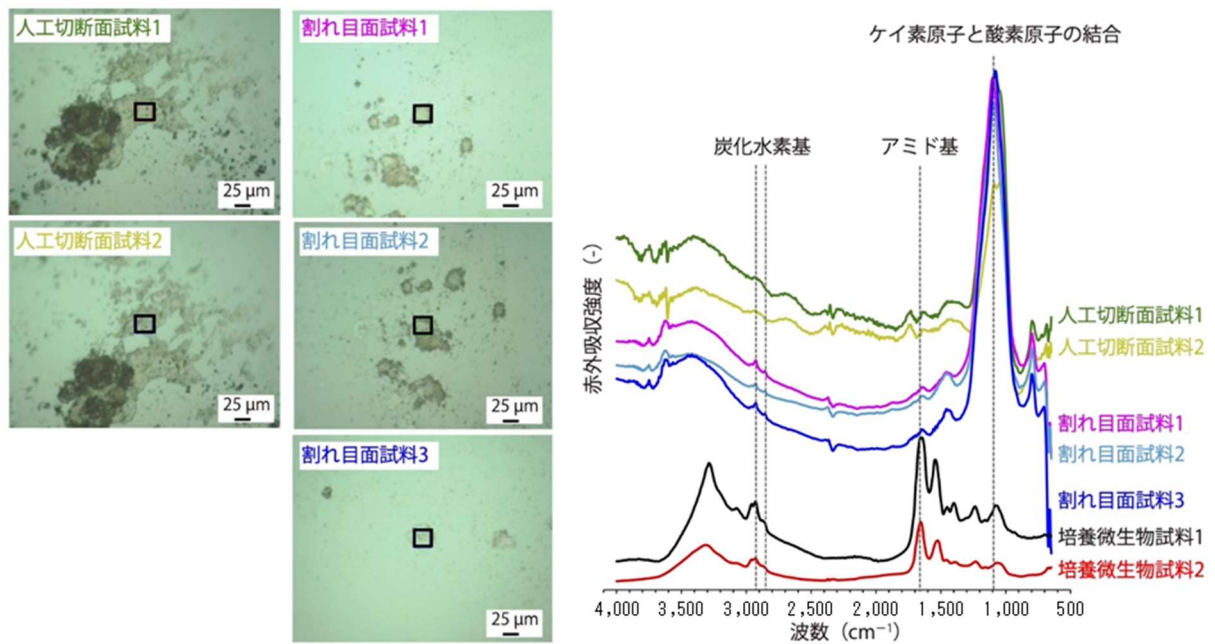 人工切断面試料1
25 µm
割れ目面試料1
25 µm
人工切断面試料2
25 µm
割れ目面試料2
25 µm
割れ目面試料3
25 µm
ケイ素原子と酸素原子の結合
炭化水素基
アミド基
赤外吸収強度 (-)
人工切断面試料1
人工切断面試料2
割れ目面試料1
割れ目面試料2
割れ目面試料3
培養微生物試料1
培養微生物試料2
4,000 3,500 3,000 2,500 2,000 1,500 1,000 500
波数 (cm⁻¹)